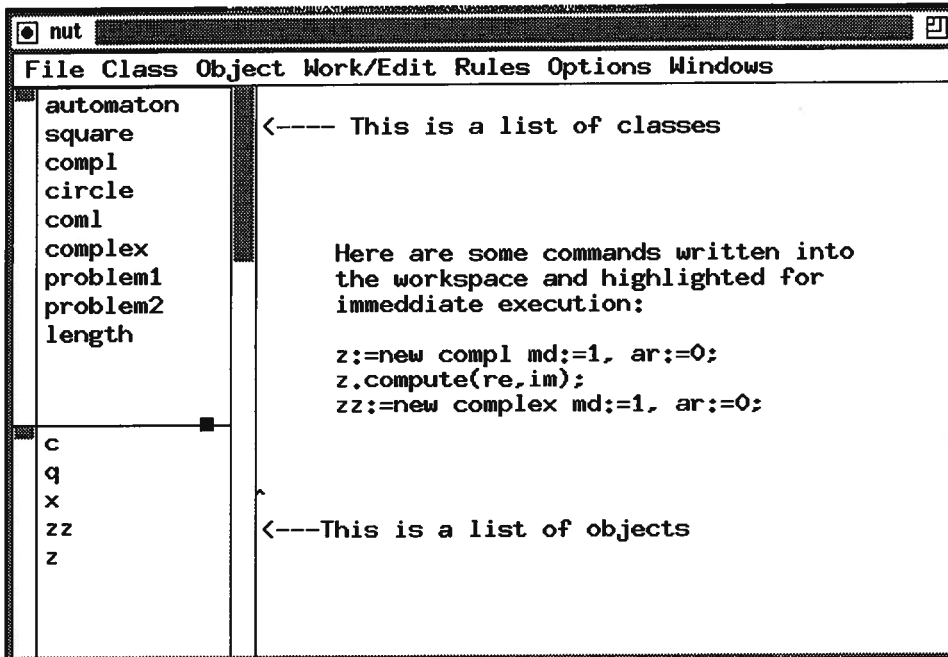 nut
File Class Object Work/Edit Rules Options Windows
automaton
square
compl
circle
coml
complex
problem1
problem2
length
<---- This is a list of classes
Here are some commands written into
the workspace and highlighted for
immeddiate execution:
z:=new compl md:=1, ar:=0;
z.compute(re,im);
zz:=new complex md:=1, ar:=0;
c
q
x
zz
z
^
<---This is a list of objects